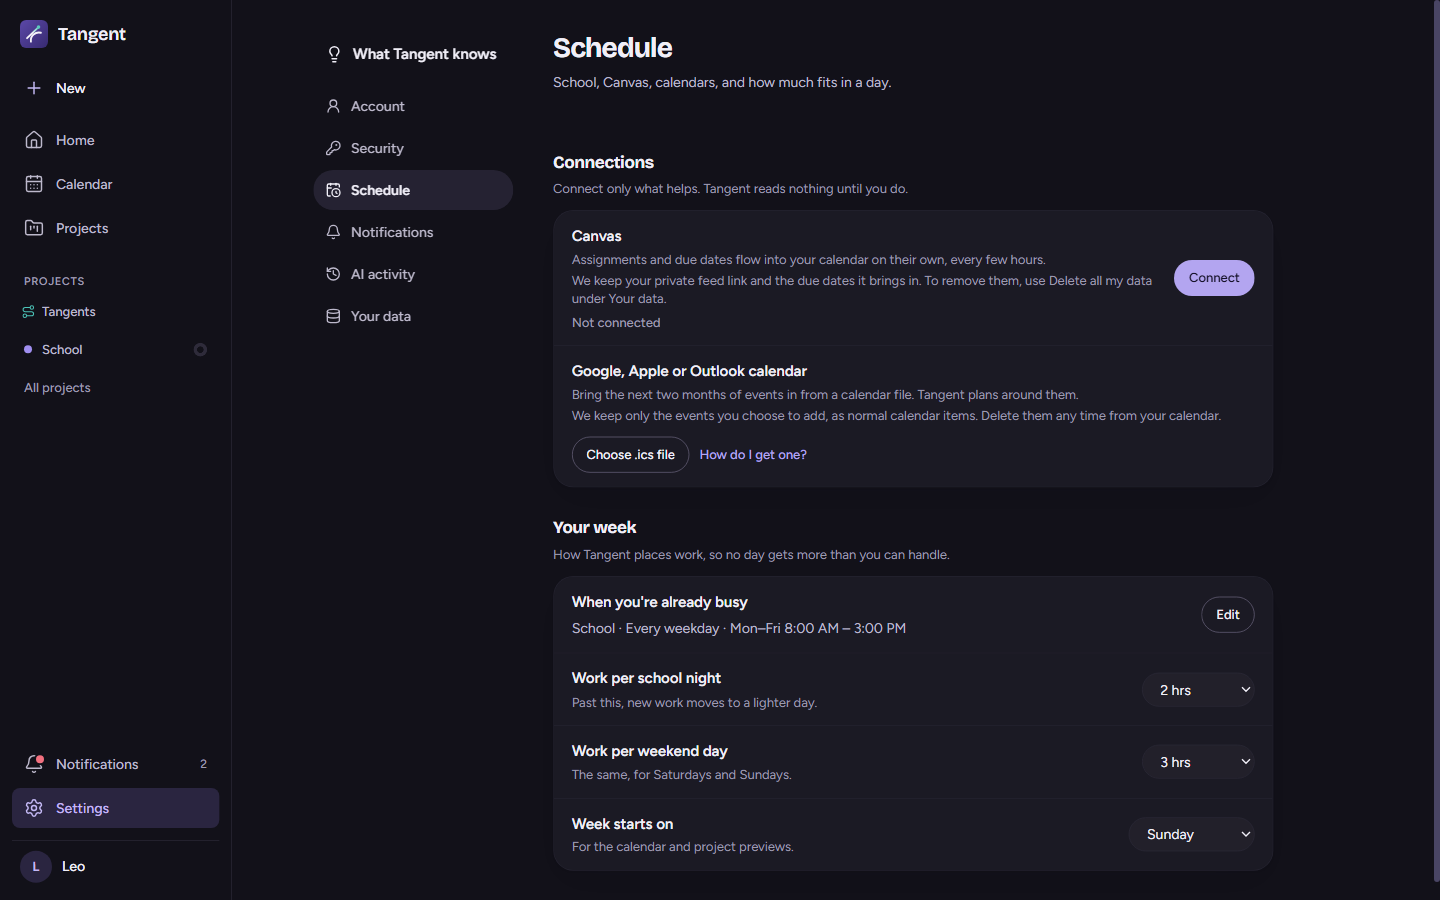 Tangent
New
Home
Calendar
Projects
PROJECTS
Tangents
School
All projects
Notifications 2
Settings
L Leo
What Tangent knows
Account
Security
Schedule
Notifications
AI activity
Your data
Schedule
School, Canvas, calendars, and how much fits in a day.
Connections
Connect only what helps. Tangent reads nothing until you do.
Canvas
Assignments and due dates flow into your calendar on their own, every few hours.
We keep your private feed link and the due dates it brings in. To remove them, use Delete all my data
under Your data.
Not connected
Connect
Google, Apple or Outlook calendar
Bring the next two months of events in from a calendar file. Tangent plans around them.
We keep only the events you choose to add, as normal calendar items. Delete them any time from your calendar.
Choose .ics file How do I get one?
Your week
How Tangent places work, so no day gets more than you can handle.
When you're already busy
School · Every weekday · Mon–Fri 8:00 AM – 3:00 PM
Edit
Work per school night
Past this, new work moves to a lighter day.
2 hrs
Work per weekend day
The same, for Saturdays and Sundays.
3 hrs
Week starts on
For the calendar and project previews.
Sunday